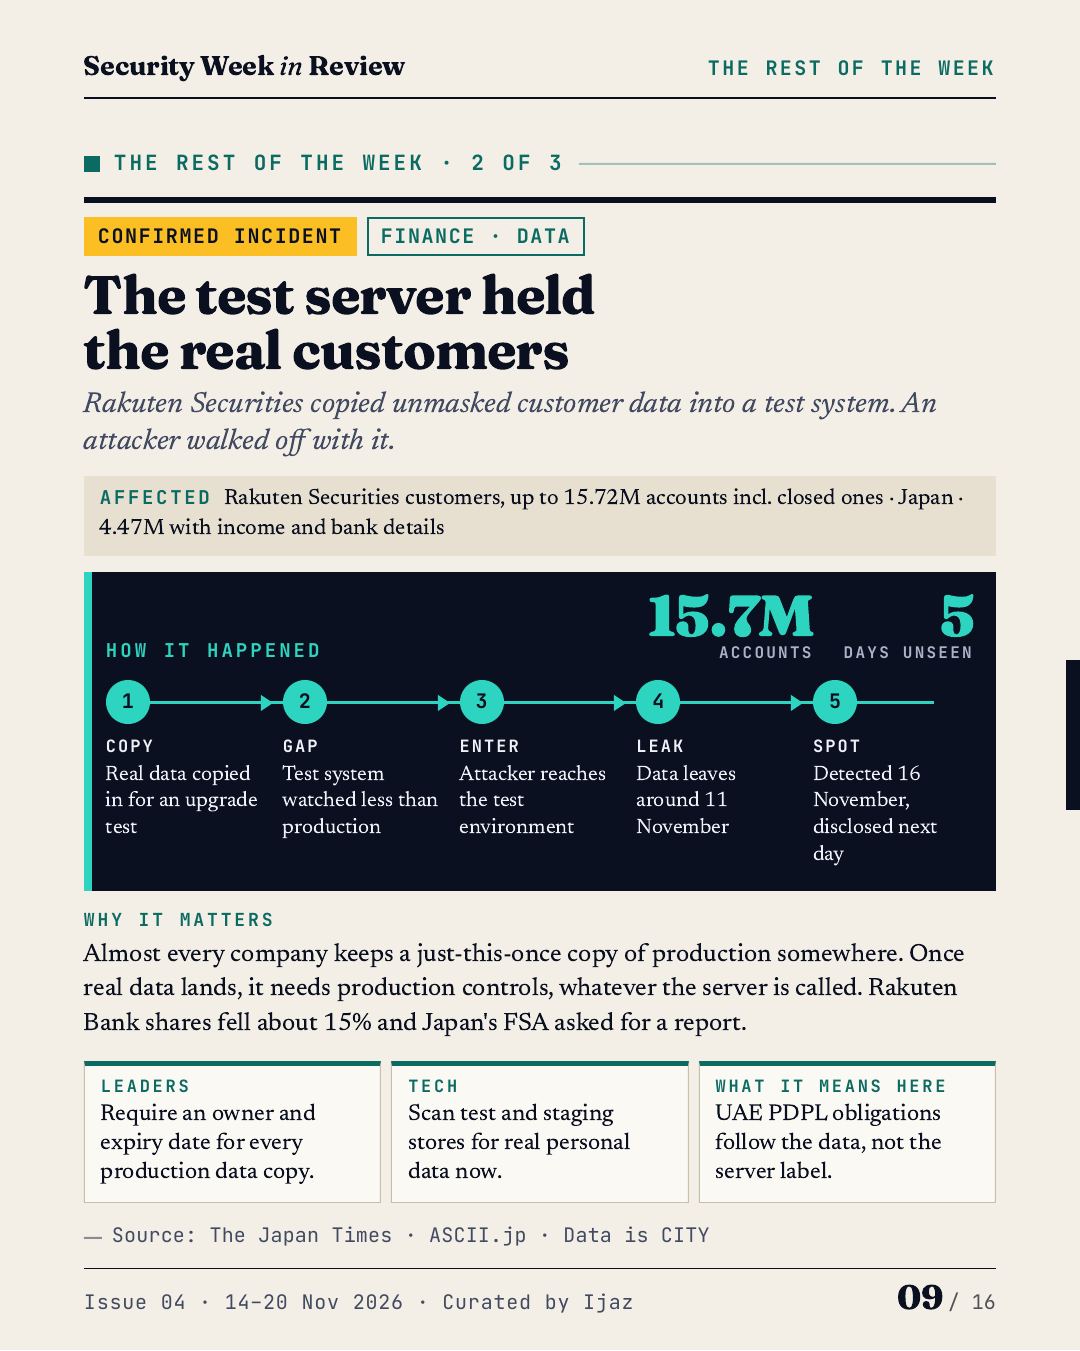 Security Week in Review
THE REST OF THE WEEK
THE REST OF THE WEEK · 2 OF 3
CONFIRMED INCIDENT
FINANCE · DATA
The test server held
the real customers
Rakuten Securities copied unmasked customer data into a test system. An
attacker walked off with it.
AFFECTED Rakuten Securities customers, up to 15.72M accounts incl. closed ones · Japan ·
4.47M with income and bank details
HOW IT HAPPENED
15.7M
ACCOUNTS
5
DAYS UNSEEN
1
COPY
Real data copied
in for an upgrade
test
2
GAP
Test system
watched less than
production
3
ENTER
Attacker reaches
the test
environment
4
LEAK
Data leaves
around 11
November
5
SPOT
Detected 16
November,
disclosed next
day
WHY IT MATTERS
Almost every company keeps a just-this-once copy of production somewhere. Once
real data lands, it needs production controls, whatever the server is called. Rakuten
Bank shares fell about 15% and Japan's FSA asked for a report.
LEADERS
Require an owner and
expiry date for every
production data copy.
TECH
Scan test and staging
stores for real personal
data now.
WHAT IT MEANS HERE
UAE PDPL obligations
follow the data, not the
server label.
— Source: The Japan Times · ASCII.jp · Data is CITY
Issue 04 · 14–20 Nov 2026 · Curated by Ijaz
09 / 16